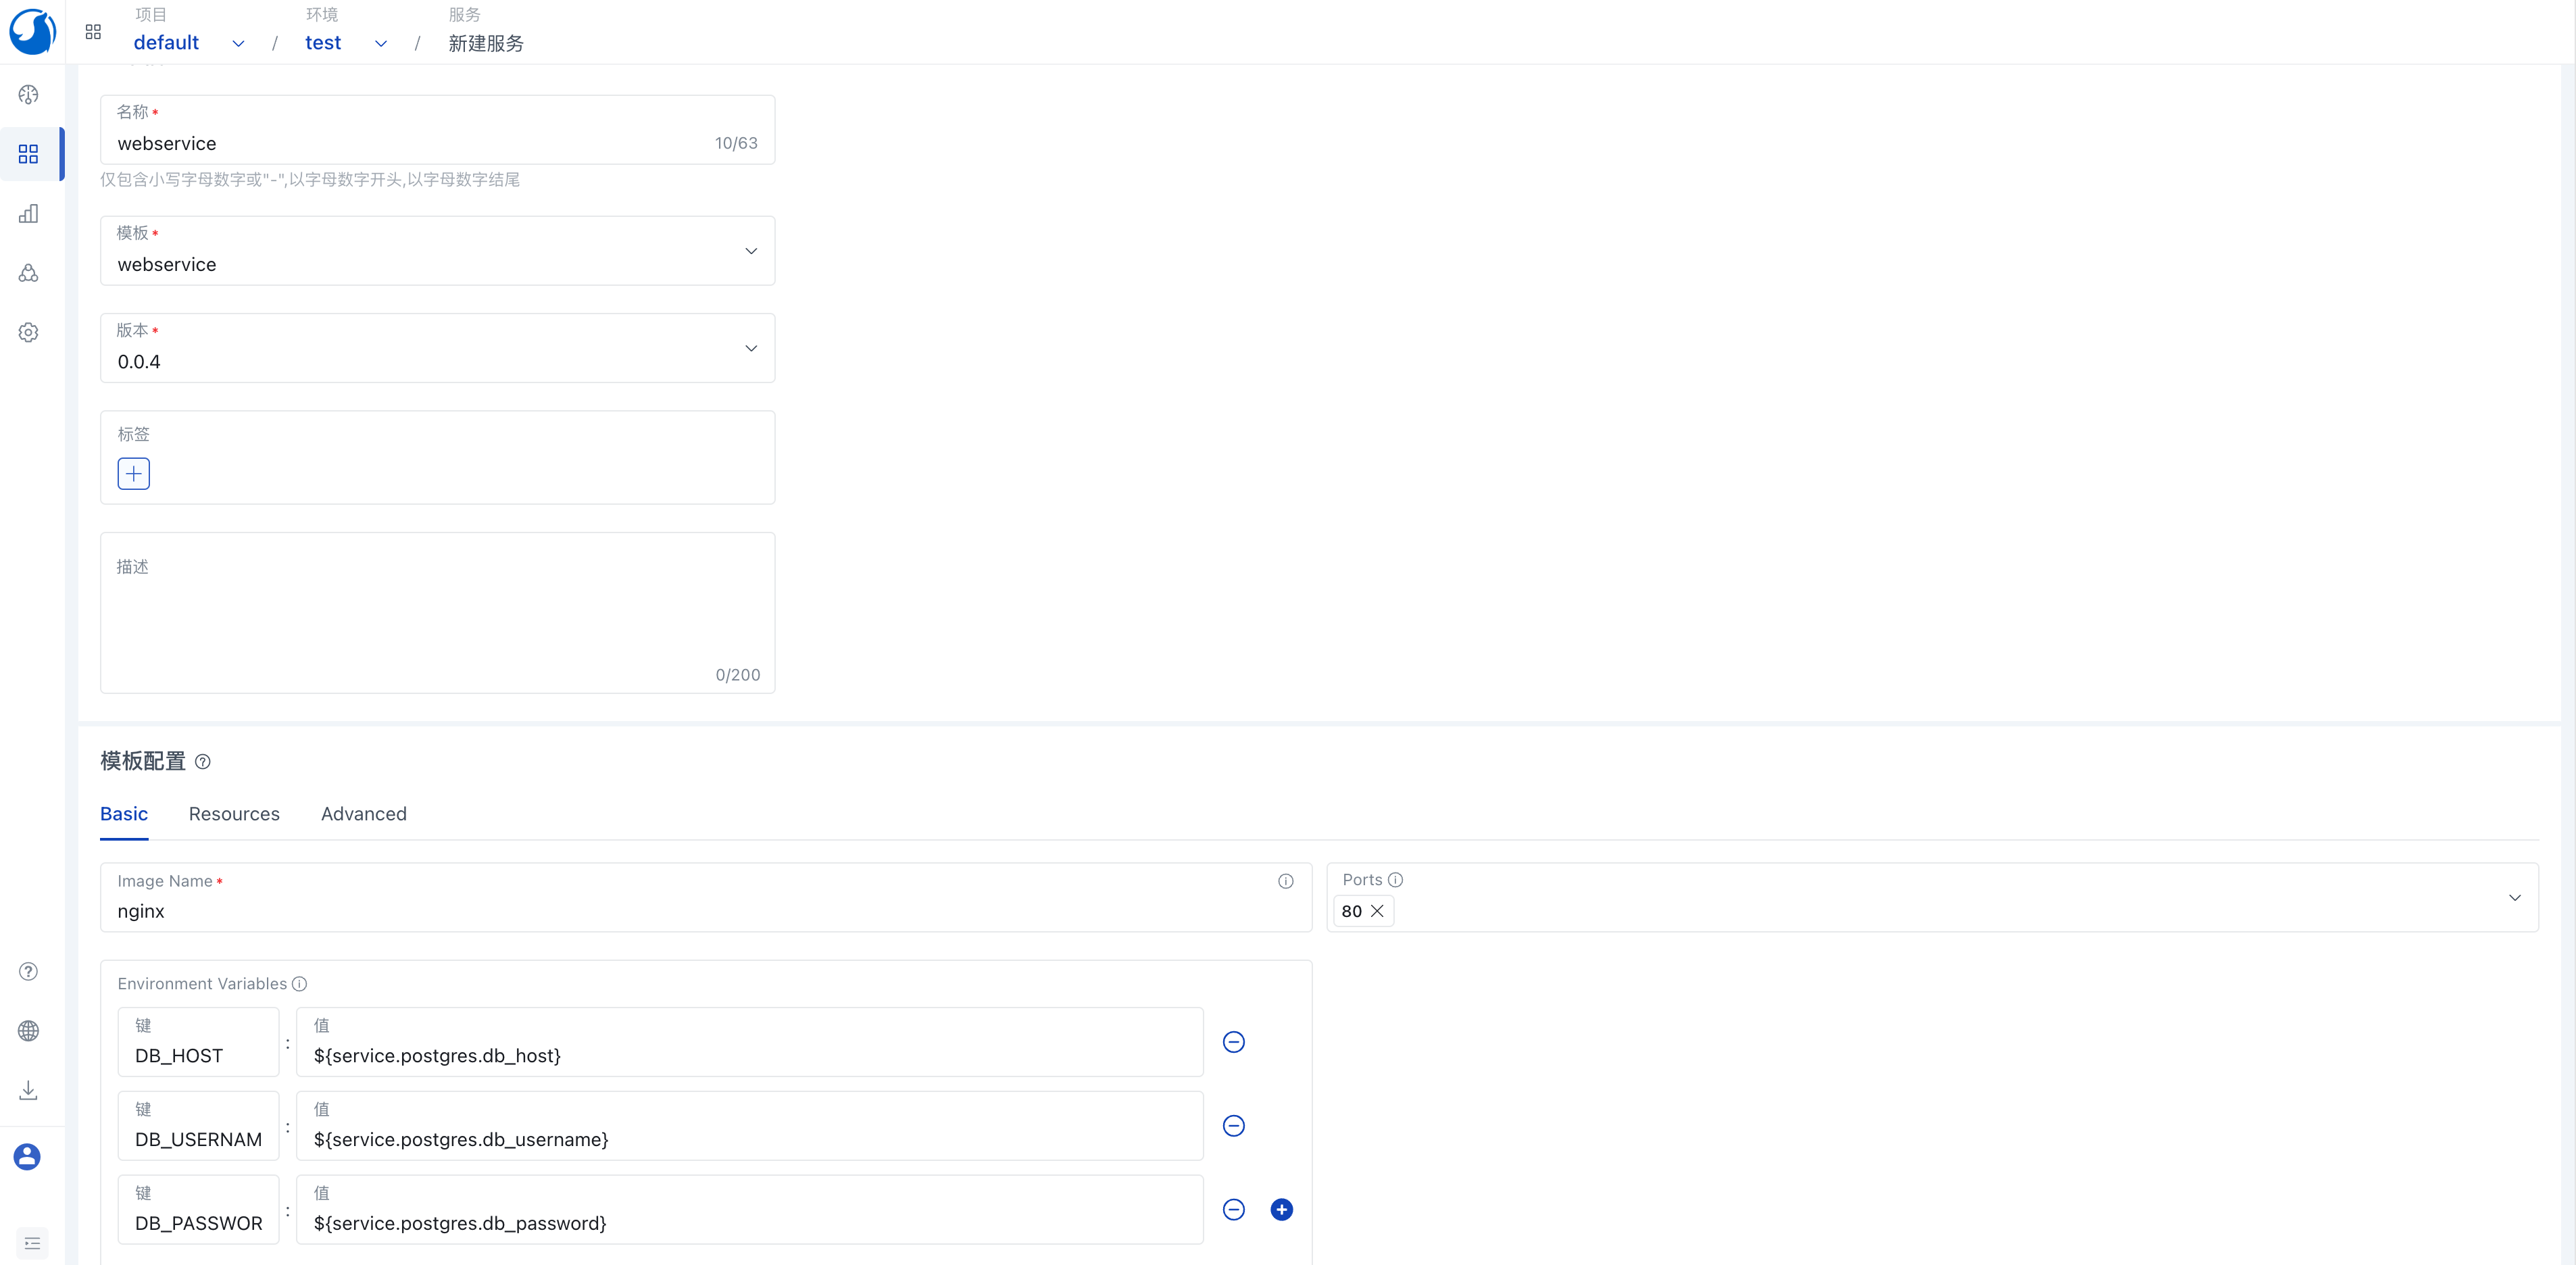 项目
环境
服务
default / test / 新建服务
名称*
webservice
10/63
仅包含小写字母数字或"-",以字母数字开头,以字母数字结尾
模板*
webservice
版本*
0.0.4
标签
描述
0/200
模板配置
Basic
Resources
Advanced
Image Name*
nginx
Ports
80
Environment Variables
键
DB_HOST
:
值
${service.postgres.db_host}
键
DB_USERNAM
:
值
${service.postgres.db_username}
键
DB_PASSWOR
:
值
${service.postgres.db_password}